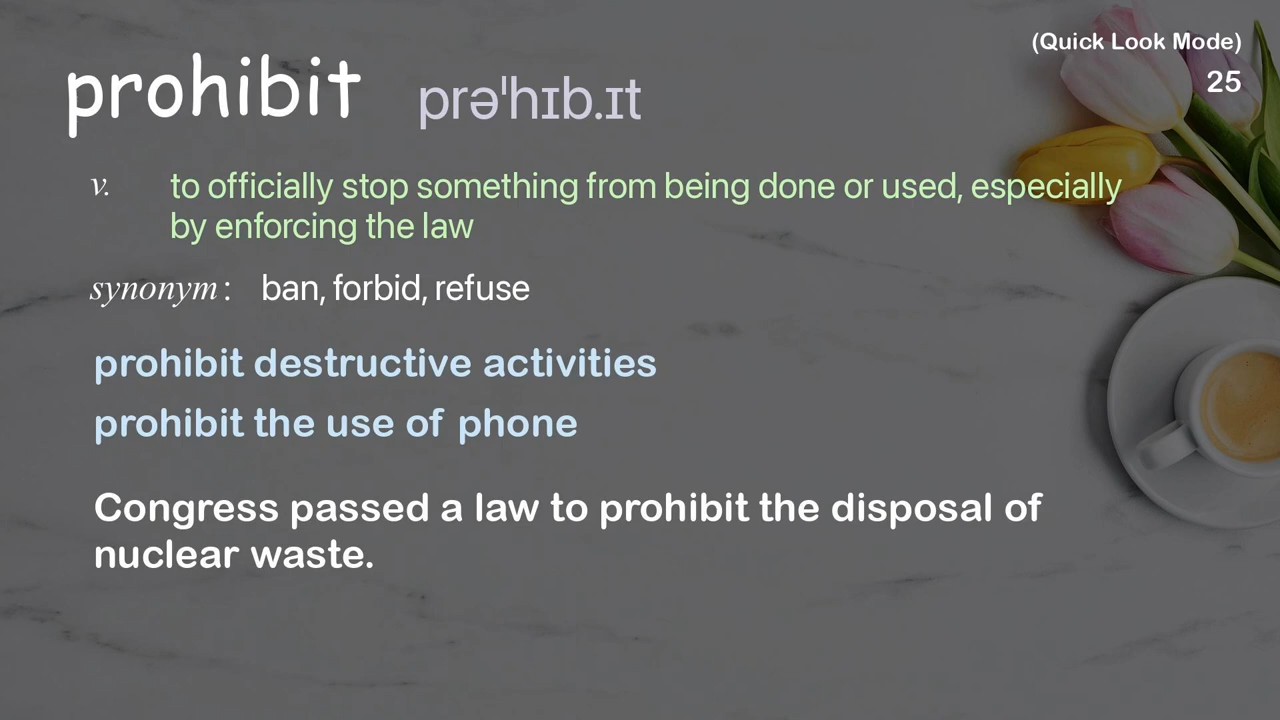 (Quick Look Mode)
prohibit prəˈhɪb.ɪt
25
v. to officially stop something from being done or used, especially
by enforcing the law
synonym : ban, forbid, refuse
prohibit destructive activities
prohibit the use of phone
Congress passed a law to prohibit the disposal of
nuclear waste.